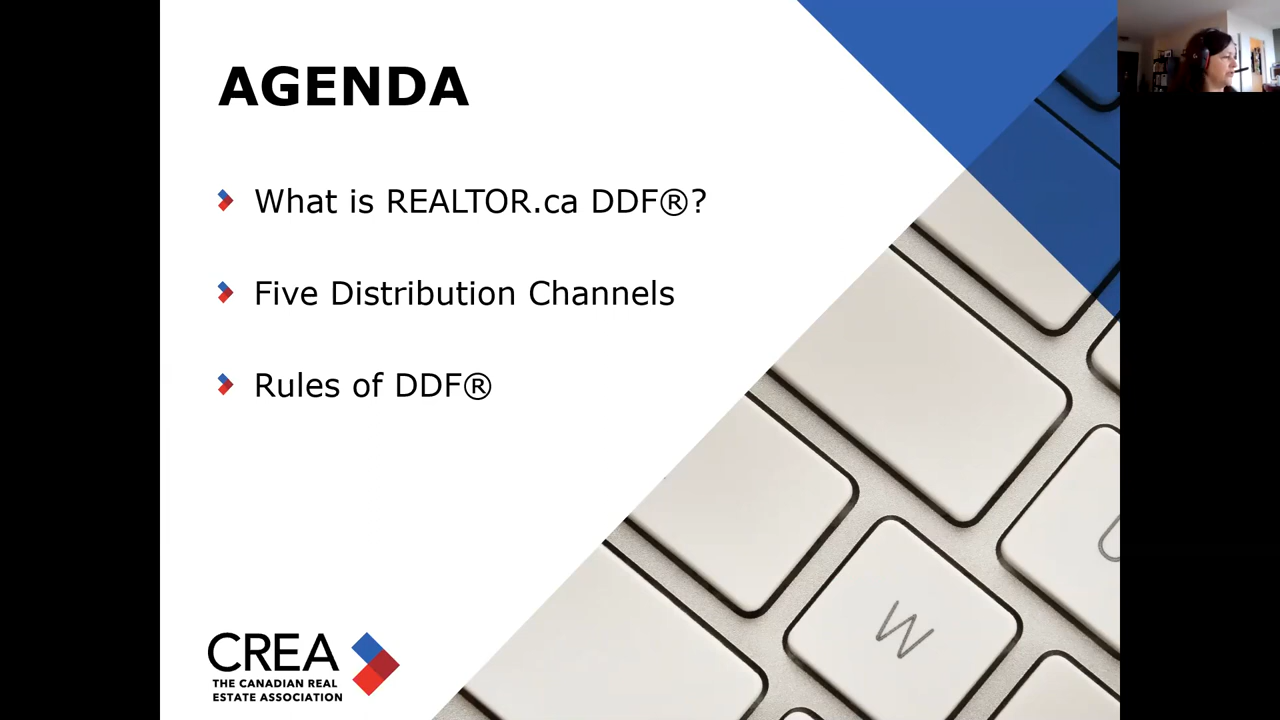 AGENDA
What is REALTOR.ca DDF®?
Five Distribution Channels
Rules of DDF®
W
CREA
THE CANADIAN REAL
ESTATE ASSOCIATION